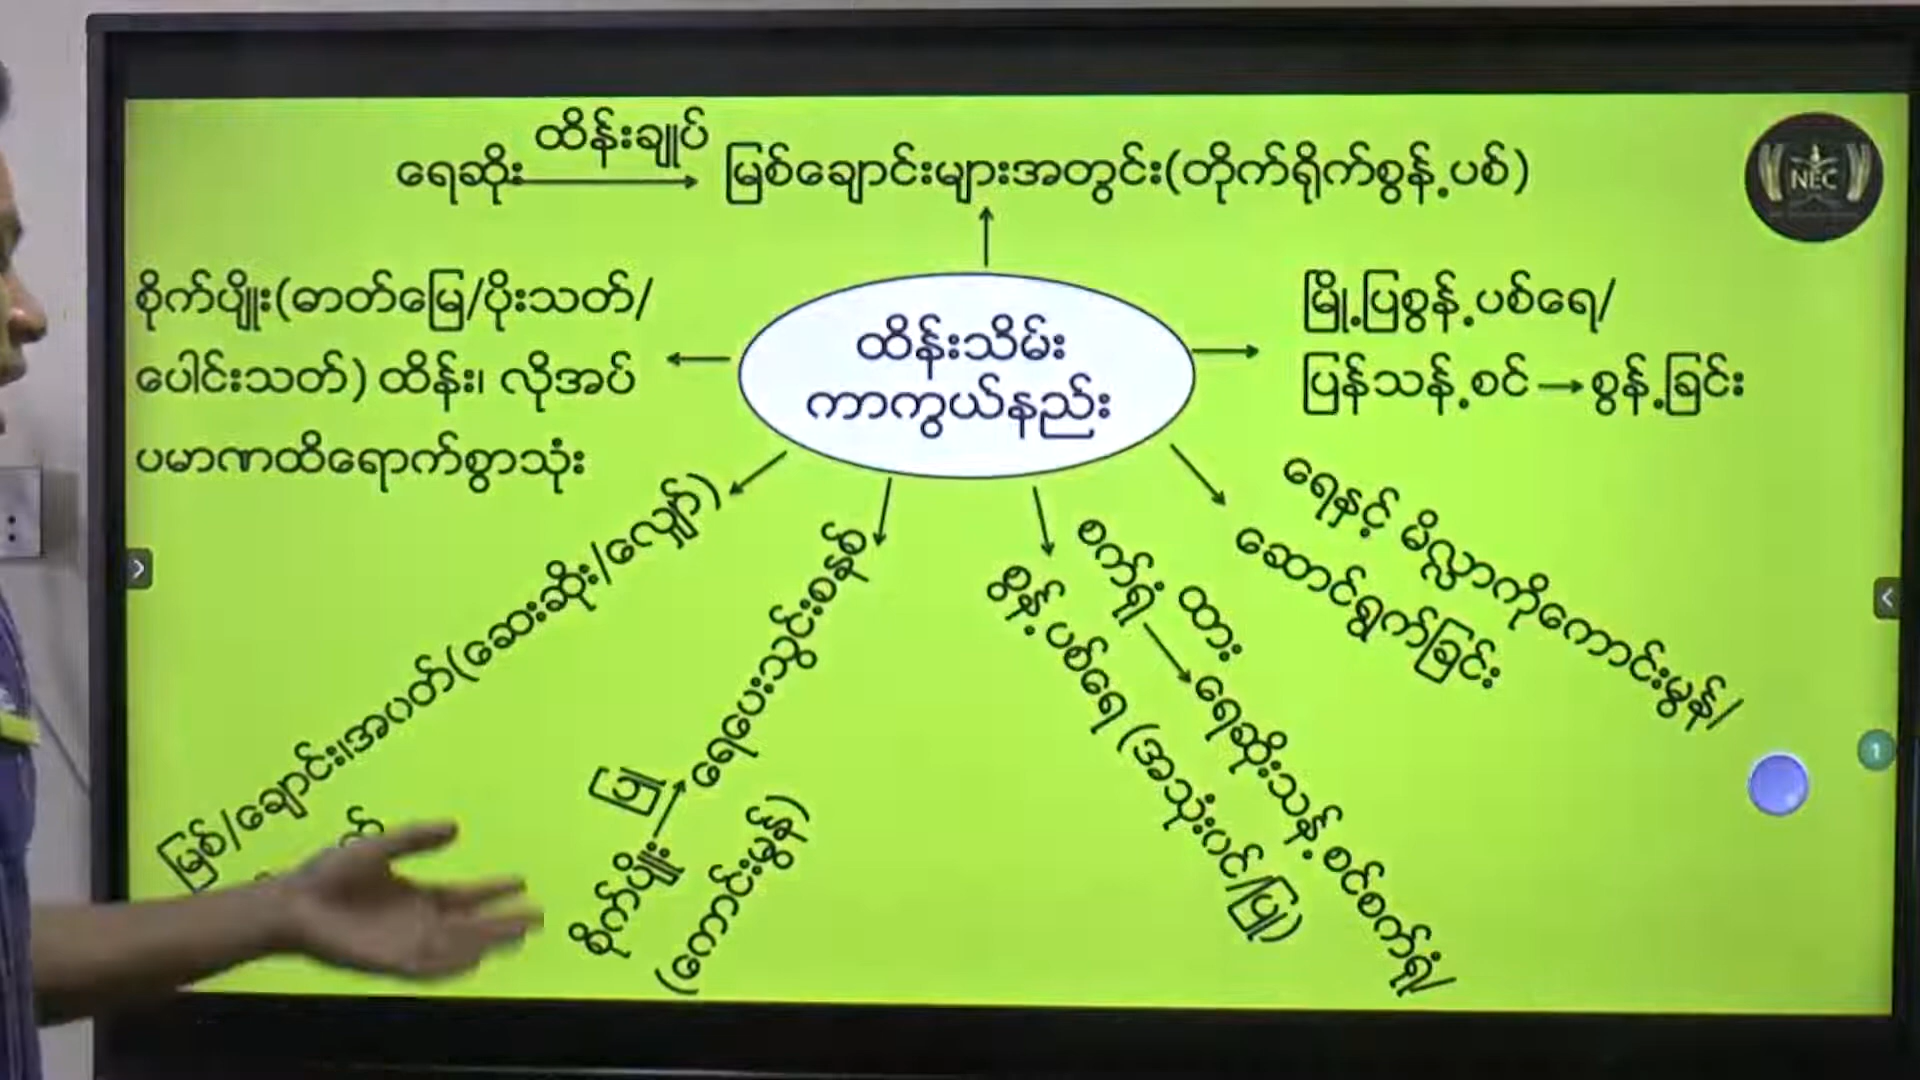 ထိန်းချုပ်
ရေဆိုး → မြစ်ချောင်းများအတွင်း(တိုက်ရိုက်စွန့်ပစ်)
NEC
စိုက်ပျိုး(ဓာတ်မြေ/ပိုးသတ်/
ပေါင်းသတ်) ထိန်း၊ လိုအပ်
ပမာဏထိရောက်စွာသုံး
ထိန်းသိမ်း
ကာကွယ်နည်း
မြို့ပြစွန့်ပစ်ရေ/
ပြန်သန့်စင် → စွန့်ခြင်း
မြစ်/ချောင်း၊အပတ်(ဆေးဆိုး/လျှော်)
စိုက်ပျိုး ပြု → ရေပေးသွင်းစနစ်
(ကောင်းမွန်)
စက်ရုံ ထား → ရေဆိုးသန့်စင်စက်ရုံ/
စွန့်ပစ်ရေ (အသုံးဝင်/ပြု)
ရေနှင့် မိလ္လာကိုကောင်းမွန်/
ဆောင်ရွက်ခြင်း
1